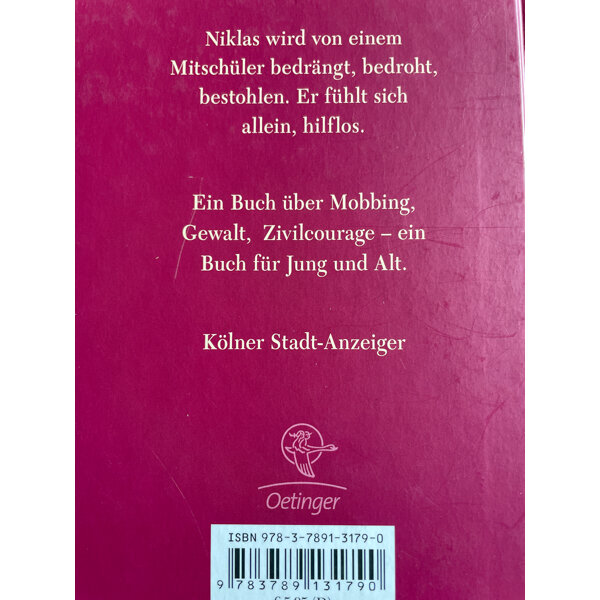 Niklas wird von einem
Mitschüler bedrängt, bedroht,
bestohlen. Er fühlt sich
allein, hilflos.
Ein Buch über Mobbing,
Gewalt, Zivilcourage – ein
Buch für Jung und Alt.
Kölner Stadt-Anzeiger
Oetinger
ISBN 978-3-7891-3179-0
9 783789 131790